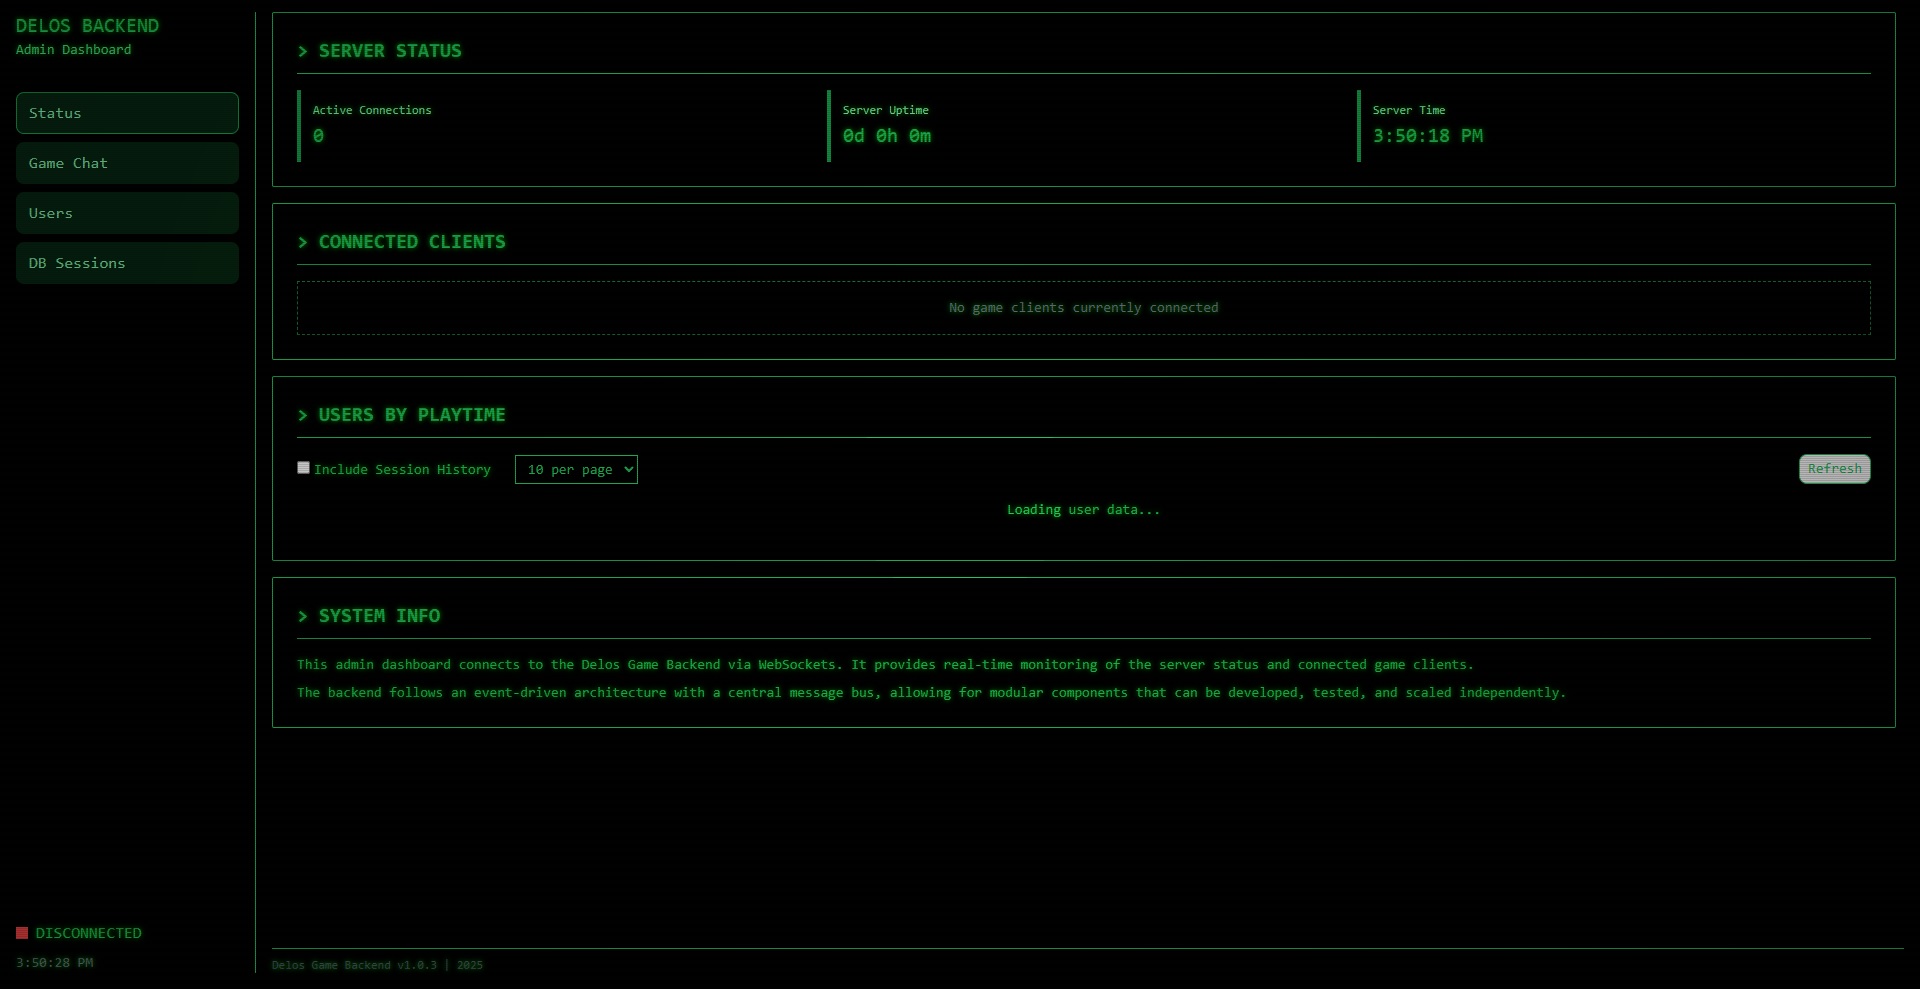 DELOS BACKEND
Admin Dashboard
Status
Game Chat
Users
DB Sessions
DISCONNECTED
3:50:28 PM
> SERVER STATUS
Active Connections
0
Server Uptime
0d 0h 0m
Server Time
3:50:18 PM
> CONNECTED CLIENTS
No game clients currently connected
> USERS BY PLAYTIME
Include Session History
10 per page
Refresh
Loading user data...
> SYSTEM INFO
This admin dashboard connects to the Delos Game Backend via WebSockets. It provides real-time monitoring of the server status and connected game clients.
The backend follows an event-driven architecture with a central message bus, allowing for modular components that can be developed, tested, and scaled independently.
Delos Game Backend v1.0.3 | 2025